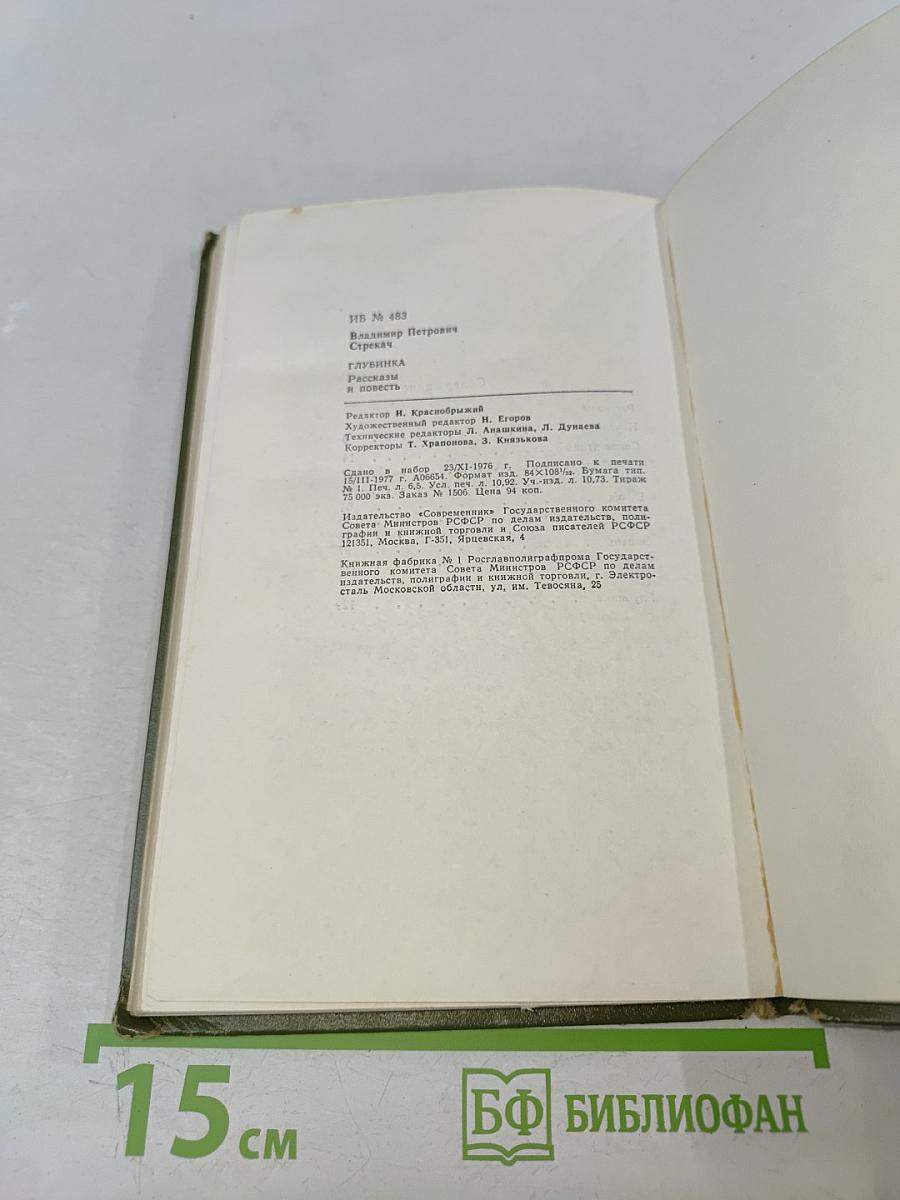 ИБ № 483
Владимир Петрович
Стрекач
ГЛУБИНКА
Рассказы
и повесть
Редактор И. Краснобрыжий
Художественный редактор Н. Егоров
Технические редакторы Л. Анашкина, Л. Дунаева
Корректоры Т. Храпонова, З. Князькова
Сдано в набор 23/XI-1976 г. Подписано к печати
15/III-1977 г. А06654. Формат изд. 84×108¹/₃₂. Бумага тип.
№ 1. Печ. л. 6,5. Усл. печ. л. 10,92. Уч.-изд. л. 10,73. Тираж
75 000 экз. Заказ № 1506. Цена 94 коп.
Издательство «Современник» Государственного комитета
Совета Министров РСФСР по делам издательств, поли-
графии и книжной торговли и Союза писателей РСФСР
121351, Москва, Г-351, Ярцевская, 4
Книжная фабрика № 1 Росглавполиграфпрома Государст-
венного комитета Совета Министров РСФСР по делам
издательств, полиграфии и книжной торговли, г. Электро-
сталь Московской области, ул, им. Тевосяна, 25
15 см
БФ БИБЛИОФАН